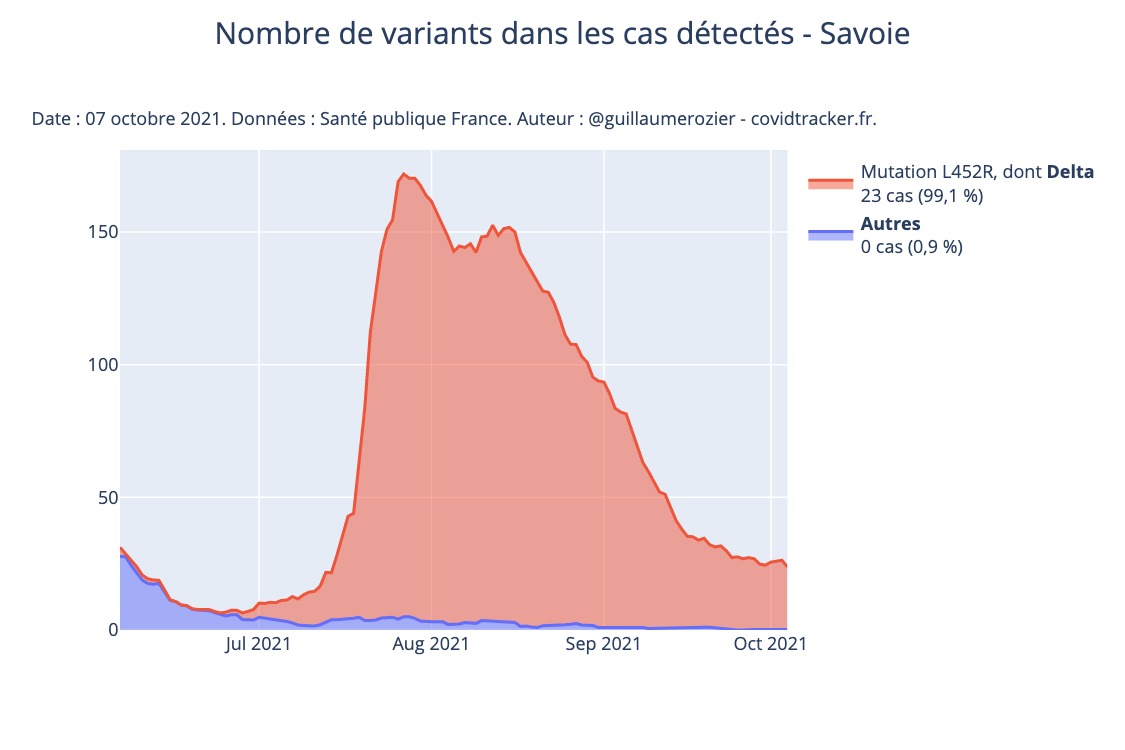 Nombre de variants dans les cas détectés - Savoie
Date : 07 octobre 2021. Données : Santé publique France. Auteur : @guillaumerozier - covidtracker.fr.
Mutation L452R, dont Delta
23 cas (99,1 %)
Autres
0 cas (0,9 %)
150
100
50
0
Jul 2021
Aug 2021
Sep 2021
Oct 2021